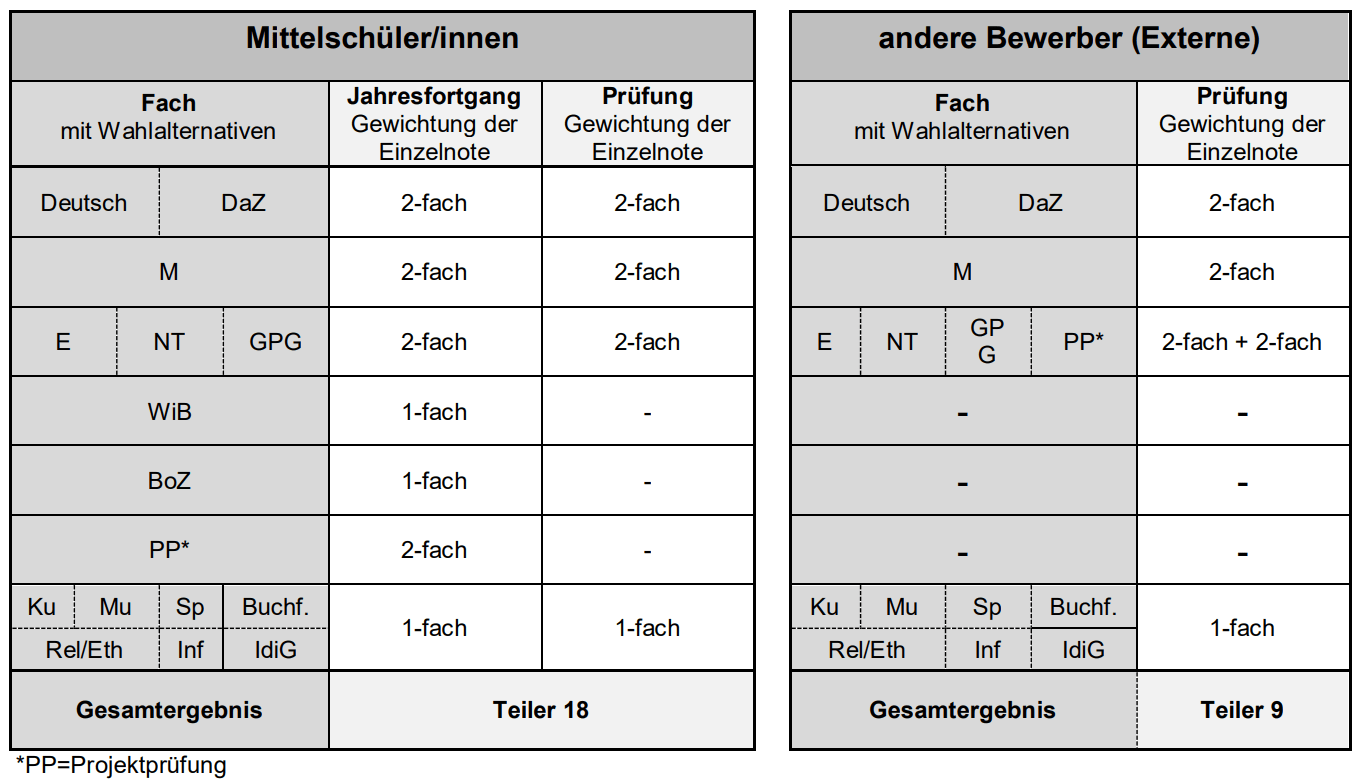 Mittelschüler/innen
Fach
mit Wahlalternativen
Jahresfortgang
Gewichtung der
Einzelnote
Prüfung
Gewichtung der
Einzelnote
Deutsch DaZ 2-fach 2-fach
M 2-fach 2-fach
E NT GPG 2-fach 2-fach
WiB 1-fach -
BoZ 1-fach -
PP* 2-fach -
Ku Mu Sp Buchf.
Rel/Eth Inf IdiG
1-fach 1-fach
Gesamtergebnis Teiler 18
*PP=Projektprüfung
andere Bewerber (Externe)
Fach
mit Wahlalternativen
Prüfung
Gewichtung der
Einzelnote
Deutsch DaZ 2-fach
M 2-fach
E NT GP
G
PP* 2-fach + 2-fach
- -
- -
- -
Ku Mu Sp Buchf.
Rel/Eth Inf IdiG
1-fach
Gesamtergebnis Teiler 9